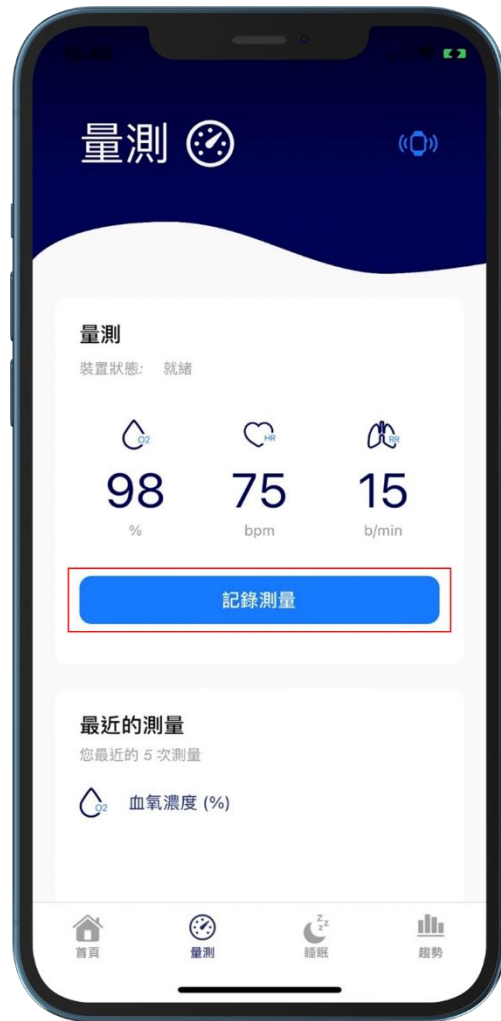 量測
量測
裝置狀態: 就緒
O2 HR RR
98 75 15
% bpm b/min
記錄測量
最近的測量
您最近的 5 次測量
O2 血氧濃度 (%)
Z z z
首頁 量測 睡眠 趨勢